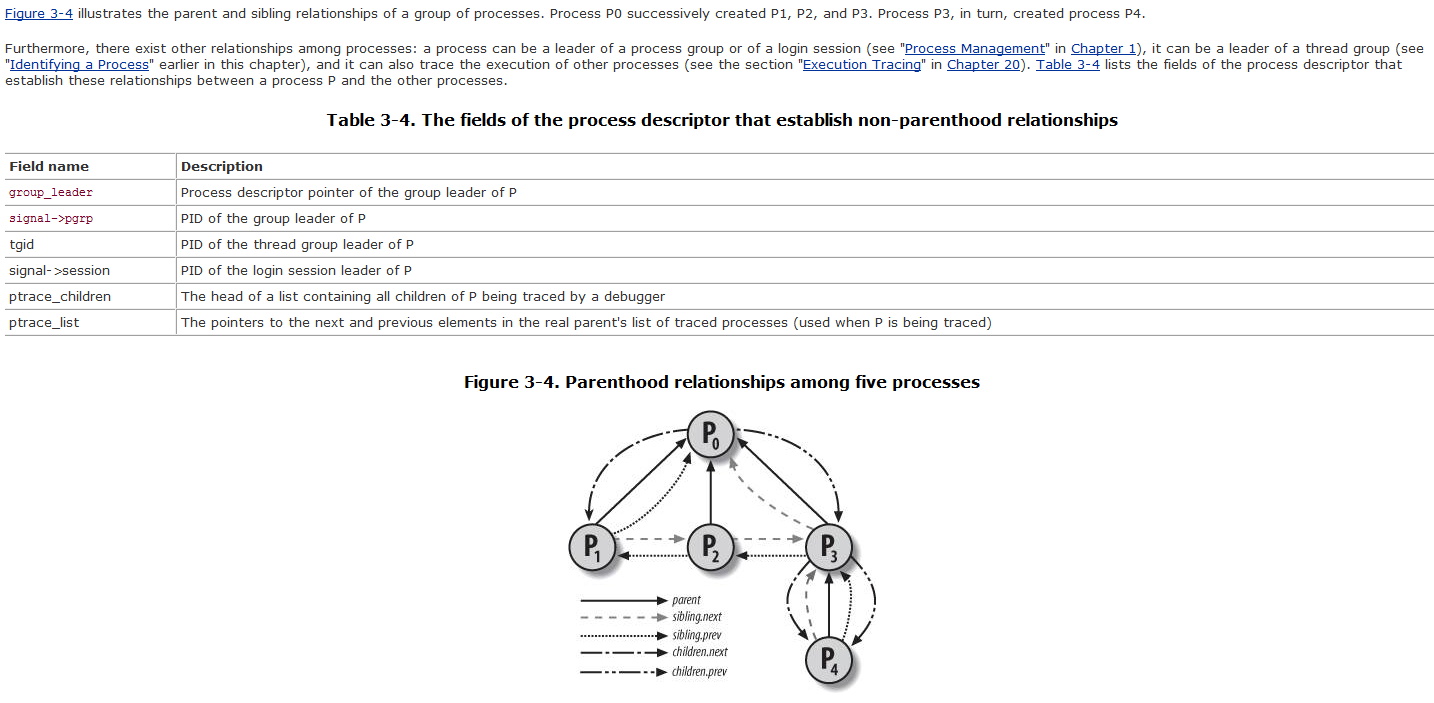 Figure 3-4 illustrates the parent and sibling relationships of a group of processes. Process P0 successively created P1, P2, and P3. Process P3, in turn, created process P4.
Furthermore, there exist other relationships among processes: a process can be a leader of a process group or of a login session (see "Process Management" in Chapter 1), it can be a leader of a thread group (see
"Identifying a Process" earlier in this chapter), and it can also trace the execution of other processes (see the section "Execution Tracing" in Chapter 20). Table 3-4 lists the fields of the process descriptor that
establish these relationships between a process P and the other processes.
Table 3-4. The fields of the process descriptor that establish non-parenthood relationships
Field name Description
group_leader Process descriptor pointer of the group leader of P
signal->pgrp PID of the group leader of P
tgid PID of the thread group leader of P
signal->session PID of the login session leader of P
ptrace_children The head of a list containing all children of P being traced by a debugger
ptrace_list The pointers to the next and previous elements in the real parent's list of traced processes (used when P is being traced)
Figure 3-4. Parenthood relationships among five processes
P0
P1 P2 P3
parent
sibling.next
sibling.prev
children.next
children.prev
P4